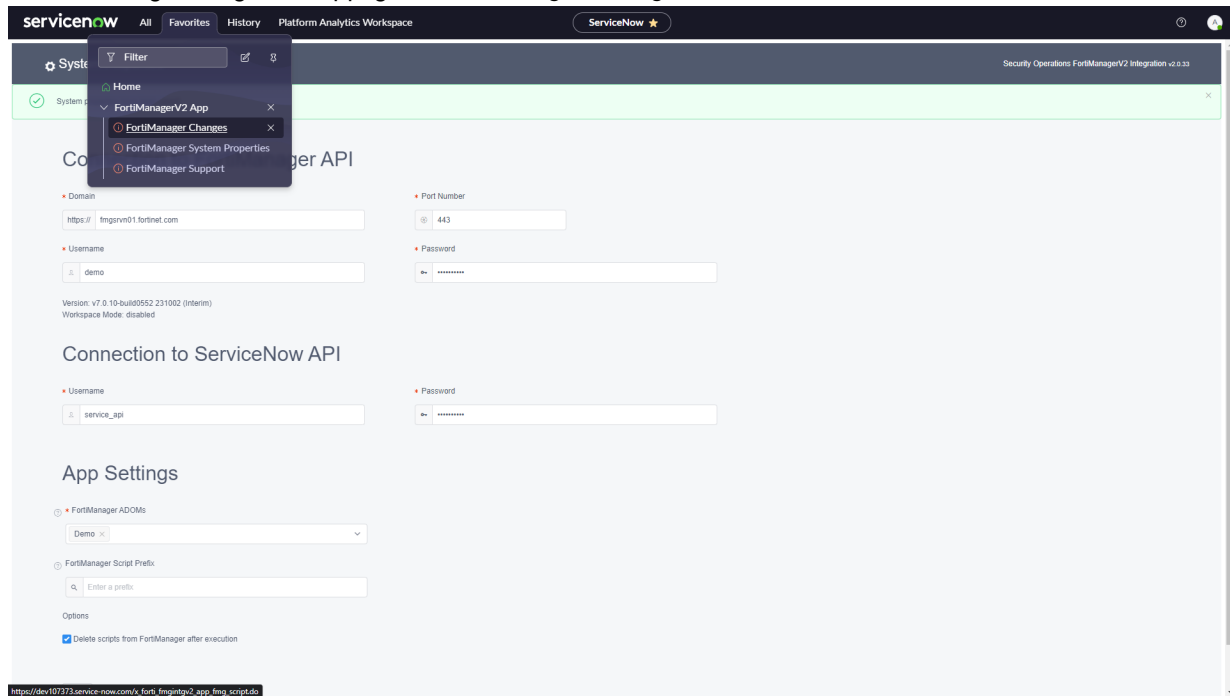 servicenow All Favorites History Platform Analytics Workspace ServiceNow A
Filter
Syste
Security Operations FortiManagerV2 Integration v2.0.33
Home
System p
FortiManagerV2 App
FortiManager Changes
FortiManager System Properties
FortiManager Support
Co ger API
* Domain * Port Number
https:// fmgsrvn01.fortinet.com 443
* Username * Password
demo ••••••••••
Version: v7.0.10-build0552 231002 (Interim)
Workspace Mode: disabled
Connection to ServiceNow API
* Username * Password
service_api ••••••••••
App Settings
* FortiManager ADOMs
Demo ×
FortiManager Script Prefix
Enter a prefix
Options
Delete scripts from FortiManager after execution
https://dev107373.service-now.com/x_forti_fmgintgv2_app_fmg_script.do